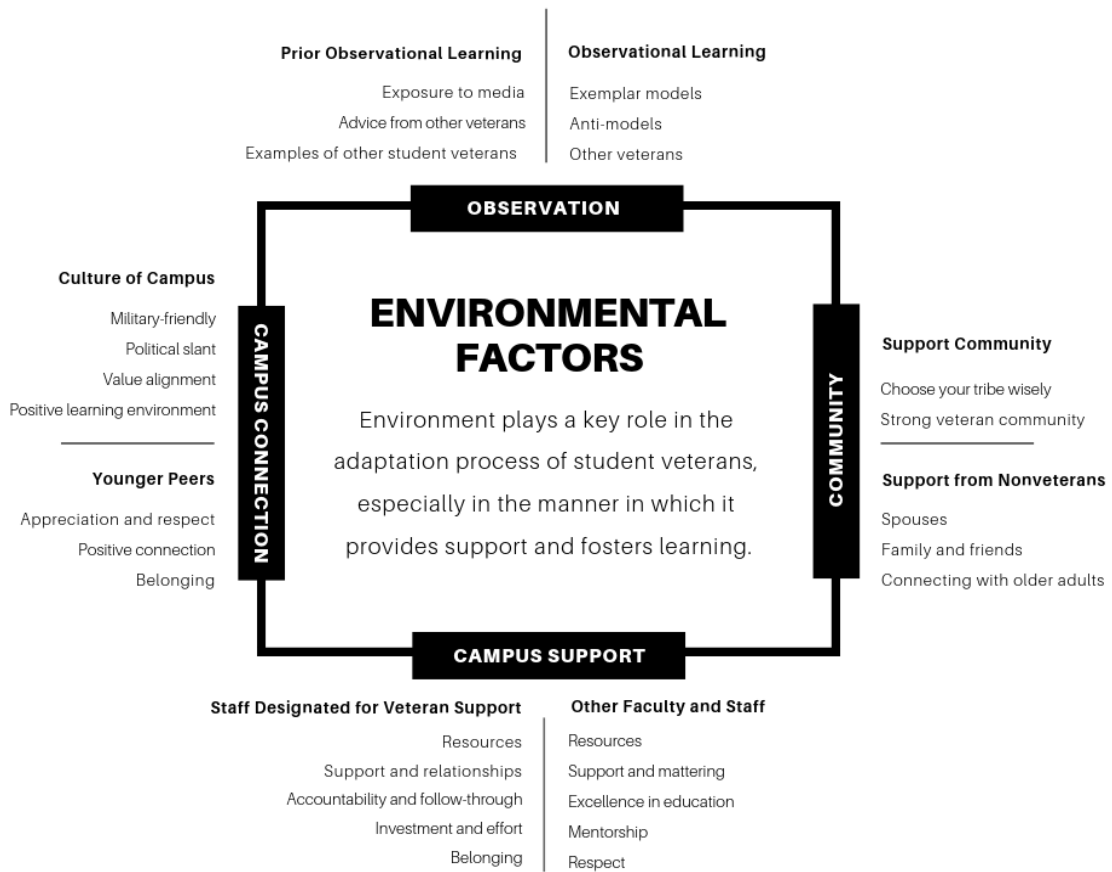 Prior Observational Learning
Exposure to media
Advice from other veterans
Examples of other student veterans
Observational Learning
Exemplar models
Anti-models
Other veterans
OBSERVATION
Culture of Campus
Military-friendly
Political slant
Value alignment
Positive learning environment
Younger Peers
Appreciation and respect
Positive connection
Belonging
CAMPUS CONNECTION
ENVIRONMENTAL
FACTORS
Environment plays a key role in the
adaptation process of student veterans,
especially in the manner in which it
provides support and fosters learning.
COMMUNITY
Support Community
Choose your tribe wisely
Strong veteran community
Support from Nonveterans
Spouses
Family and friends
Connecting with older adults
CAMPUS SUPPORT
Staff Designated for Veteran Support
Resources
Support and relationships
Accountability and follow-through
Investment and effort
Belonging
Other Faculty and Staff
Resources
Support and mattering
Excellence in education
Mentorship
Respect